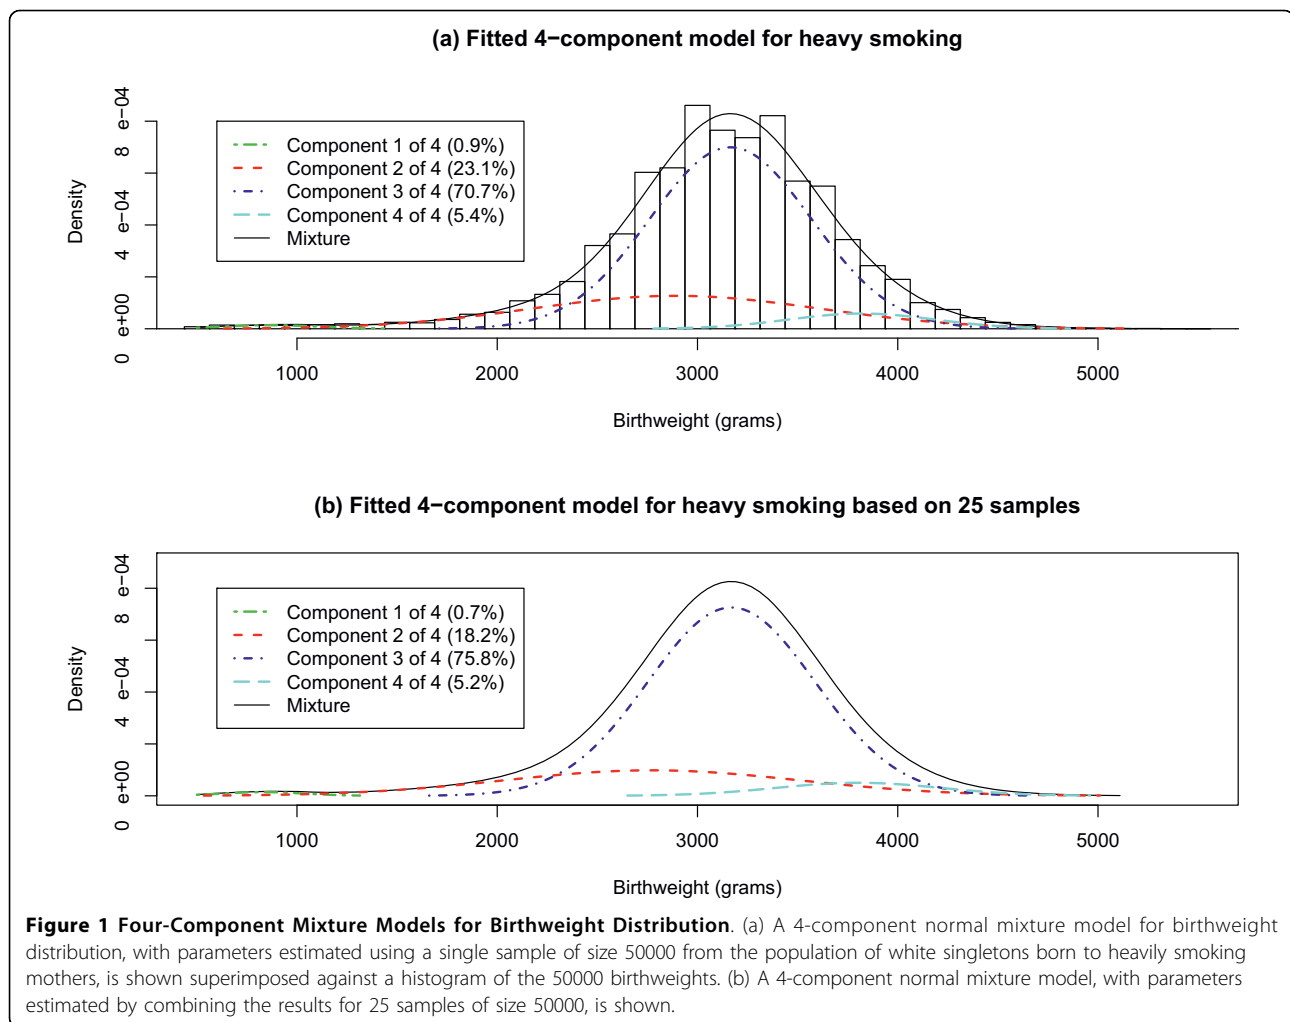 (a) Fitted 4−component model for heavy smoking
Density
0 e+00
4 e−04
8 e−04
Component 1 of 4 (0.9%)
Component 2 of 4 (23.1%)
Component 3 of 4 (70.7%)
Component 4 of 4 (5.4%)
Mixture
1000 2000 3000 4000 5000
Birthweight (grams)
(b) Fitted 4−component model for heavy smoking based on 25 samples
Density
0 e+00
4 e−04
8 e−04
Component 1 of 4 (0.7%)
Component 2 of 4 (18.2%)
Component 3 of 4 (75.8%)
Component 4 of 4 (5.2%)
Mixture
1000 2000 3000 4000 5000
Birthweight (grams)
Figure 1 Four-Component Mixture Models for Birthweight Distribution. (a) A 4-component normal mixture model for birthweight
distribution, with parameters estimated using a single sample of size 50000 from the population of white singletons born to heavily smoking
mothers, is shown superimposed against a histogram of the 50000 birthweights. (b) A 4-component normal mixture model, with parameters
estimated by combining the results for 25 samples of size 50000, is shown.